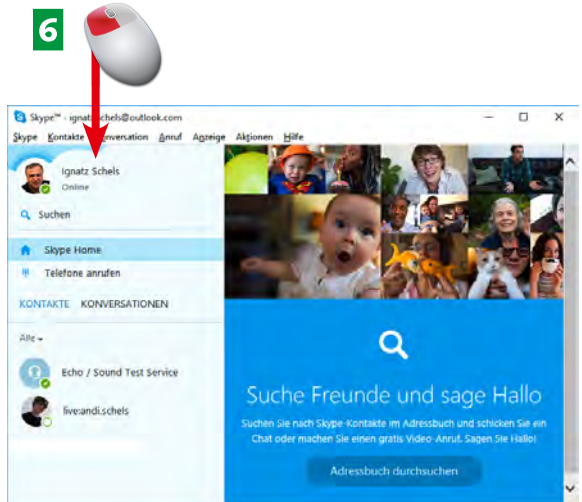 6
Skype™ - ignatz.schels@outlook.com
Skype Kontakte Konversation Anruf Anzeige Aktionen Hilfe
Ignatz Schels
Online
Suchen
Skype Home
Telefone anrufen
KONTAKTE KONVERSATIONEN
Alle
Echo / Sound Test Service
live:andi.schels
Suche Freunde und sage Hallo
Suchen Sie nach Skype-Kontakte im Adressbuch und schicken Sie ein
Chat oder machen Sie einen gratis Video-Anruf. Sagen Sie Hallo!
Adressbuch durchsuchen